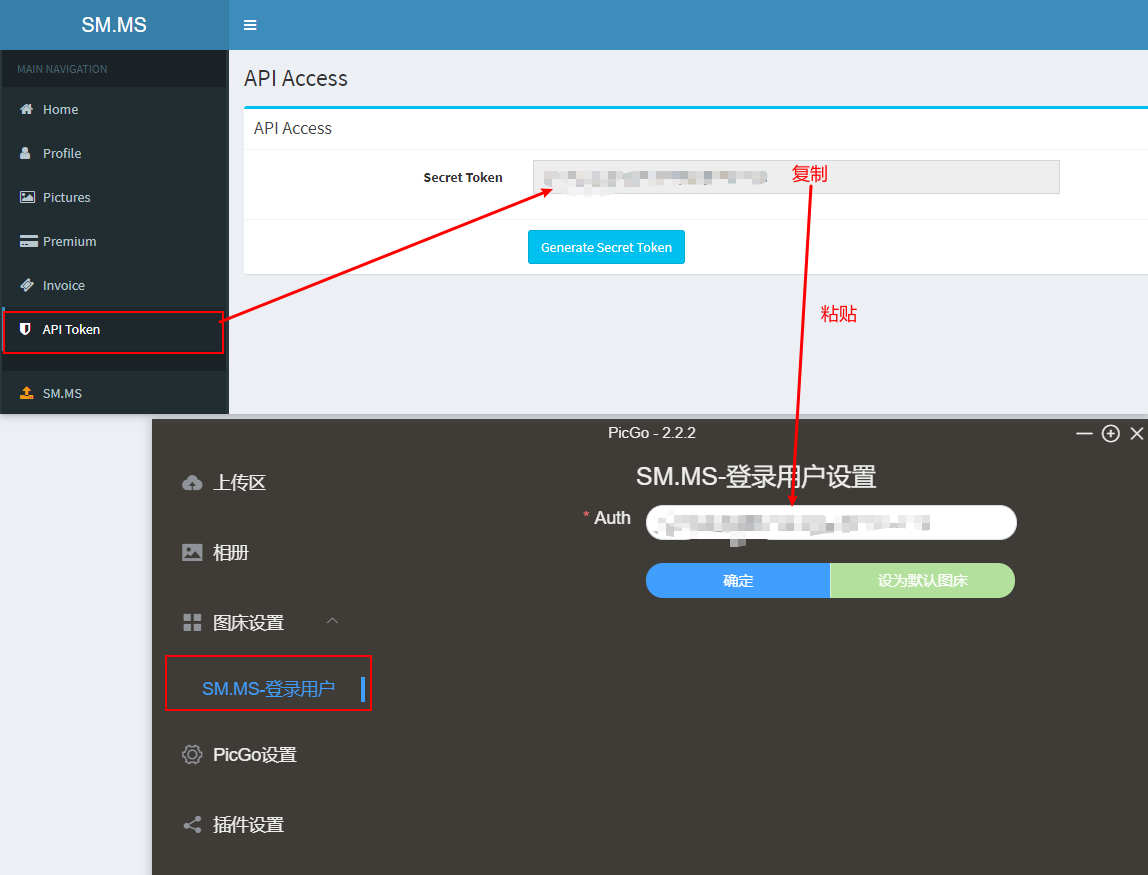 SM.MS
MAIN NAVIGATION
Home
Profile
Pictures
Premium
Invoice
API Token
SM.MS
API Access
API Access
Secret Token
复制
Generate Secret Token
粘贴
PicGo - 2.2.2
上传区
相册
图床设置
SM.MS-登录用户
PicGo设置
插件设置
SM.MS-登录用户设置
* Auth
确定
设为默认图床